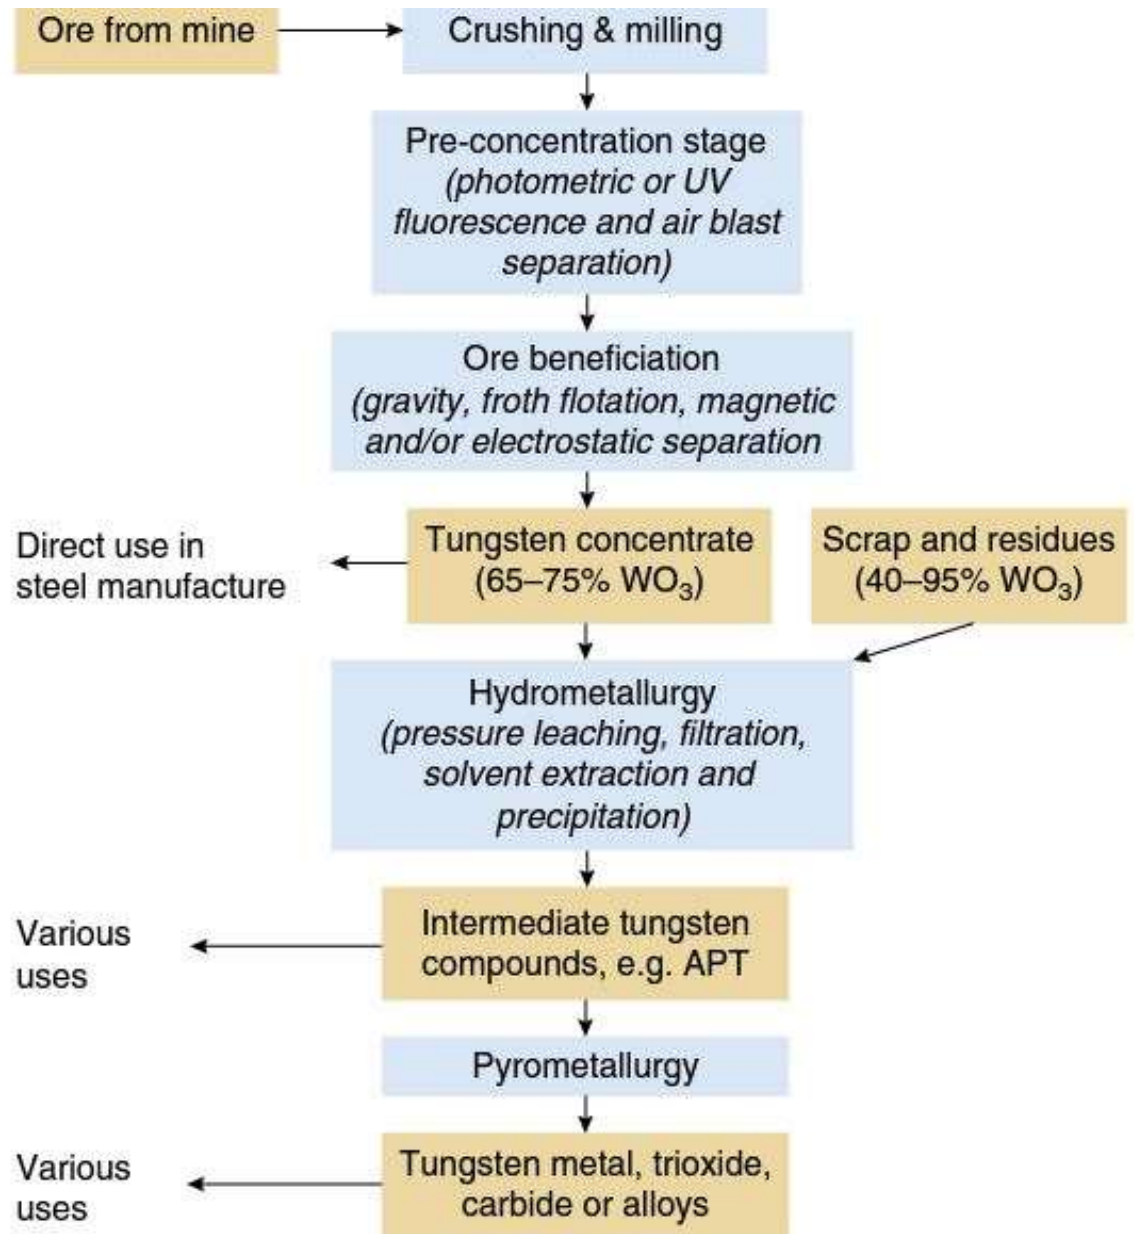 Ore from mine
Crushing & milling
Pre-concentration stage
(photometric or UV
fluorescence and air blast
separation)
Ore beneficiation
(gravity, froth flotation, magnetic
and/or electrostatic separation
Direct use in
steel manufacture
Tungsten concentrate
(65–75% WO₃)
Scrap and residues
(40–95% WO₃)
Hydrometallurgy
(pressure leaching, filtration,
solvent extraction and
precipitation)
Various
uses
Intermediate tungsten
compounds, e.g. APT
Pyrometallurgy
Various
uses
Tungsten metal, trioxide,
carbide or alloys